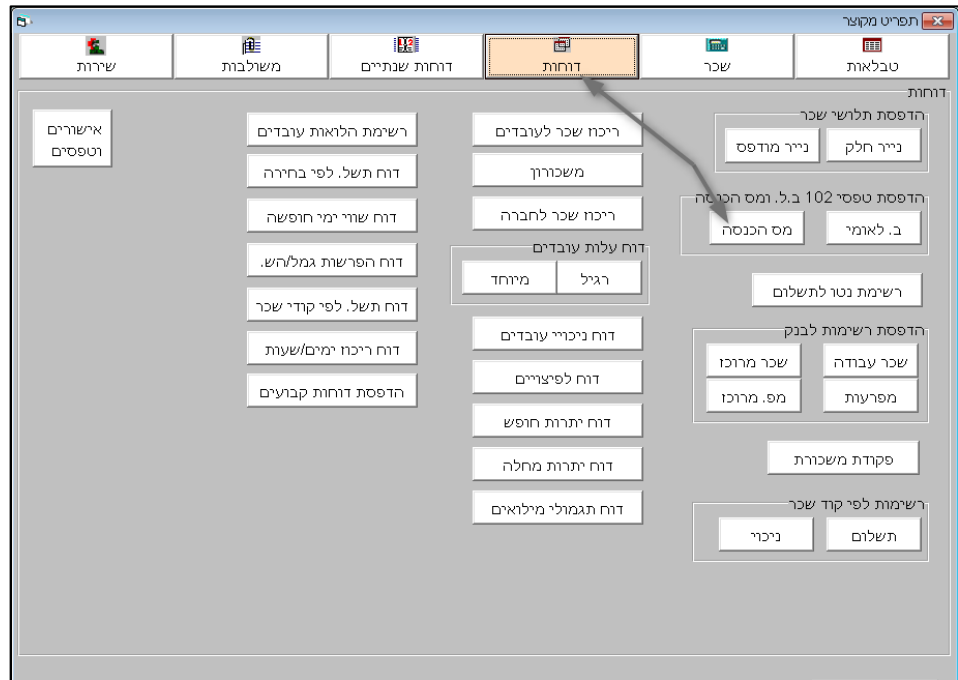 תפריט מקוצר
טבלאות
שכר
דוחות
דוחות שנתיים
משולבות
שירות
דוחות
הדפסת תלושי שכר
נייר חלק
נייר מודפס
הדפסת טפסי 102 ב.ל. ומס הכנסה
ב. לאומי
מס הכנסה
רשימת נטו לתשלום
הדפסת רשימות לבנק
שכר עבודה
שכר מרוכז
מפרעות
מפ. מרוכז
פקודת משכורת
רשימות לפי קוד שכר
תשלום
ניכוי
ריכוז שכר לעובדים
משכורון
ריכוז שכר לחברה
דוח עלות עובדים
רגיל
מיוחד
דוח ניכויי עובדים
דוח לפיצויים
דוח יתרות חופש
דוח יתרות מחלה
דוח תגמולי מילואים
רשימת הלואות עובדים
דוח תשל. לפי בחירה
דוח שווי ימי חופשה
דוח הפרשות גמל/הש.
דוח תשל. לפי קודי שכר
דוח ריכוז ימים/שעות
הדפסת דוחות קבועים
אישורים
וטפסים